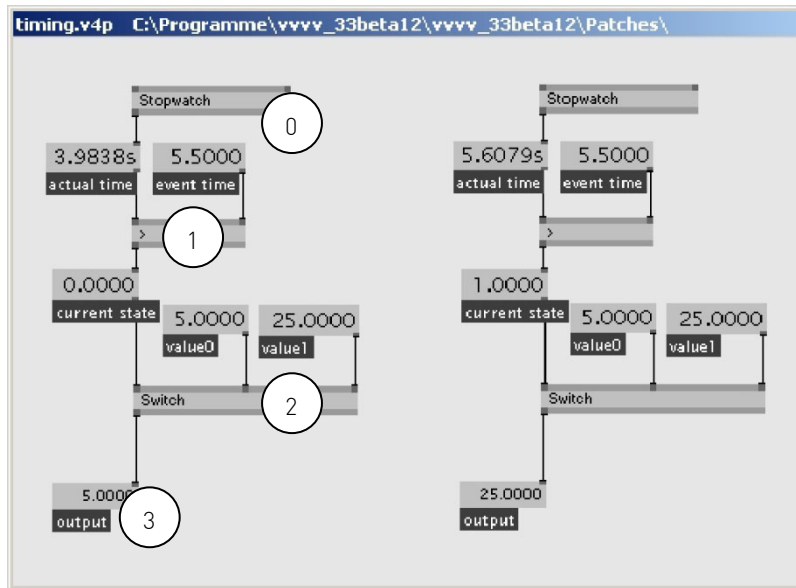 timing.v4p C:\Programme\vvvv_33beta12\vvvv_33beta12\Patches\
Stopwatch
0
3.9838s
5.5000
actual time
event time
>
1
0.0000
current state
5.0000
25.0000
value0
value1
Switch
2
5.0000
output
3
Stopwatch
5.6079s
5.5000
actual time
event time
>
1.0000
current state
5.0000
25.0000
value0
value1
Switch
25.0000
output